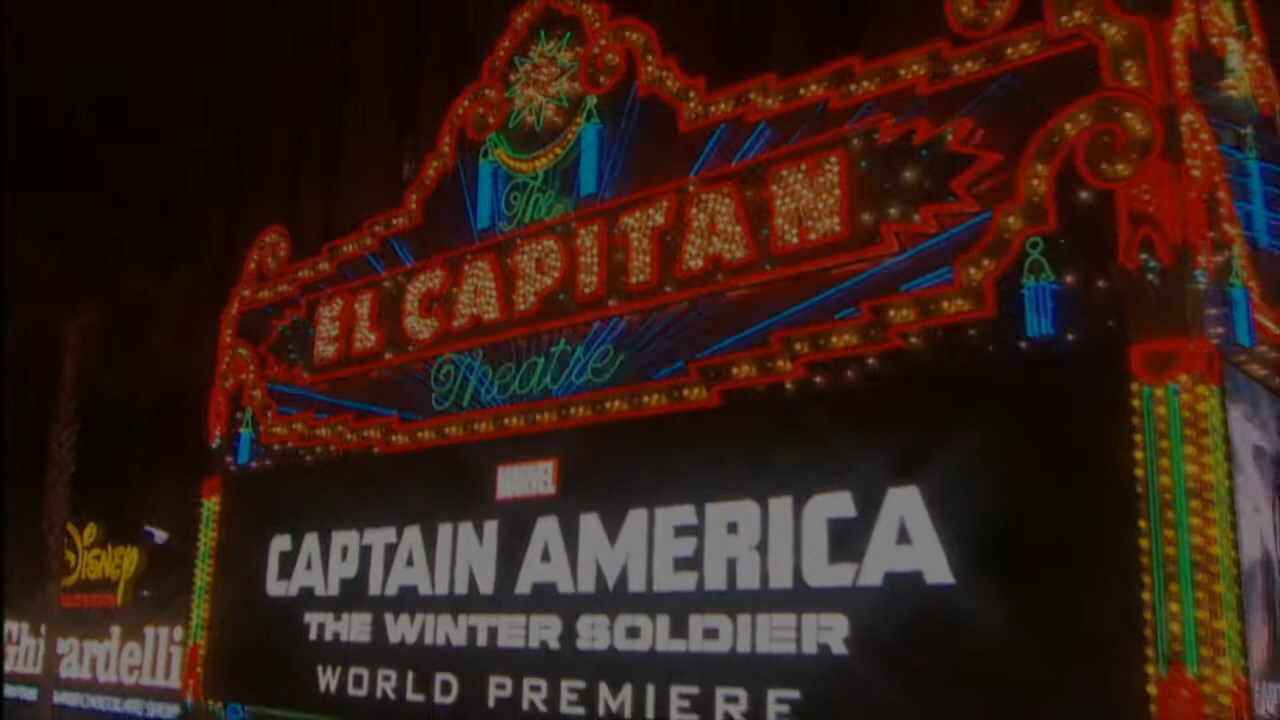 The
EL CAPITAN
Theatre
MARVEL
CAPTAIN AMERICA
THE WINTER SOLDIER
WORLD PREMIERE
Disney
Ghirardelli